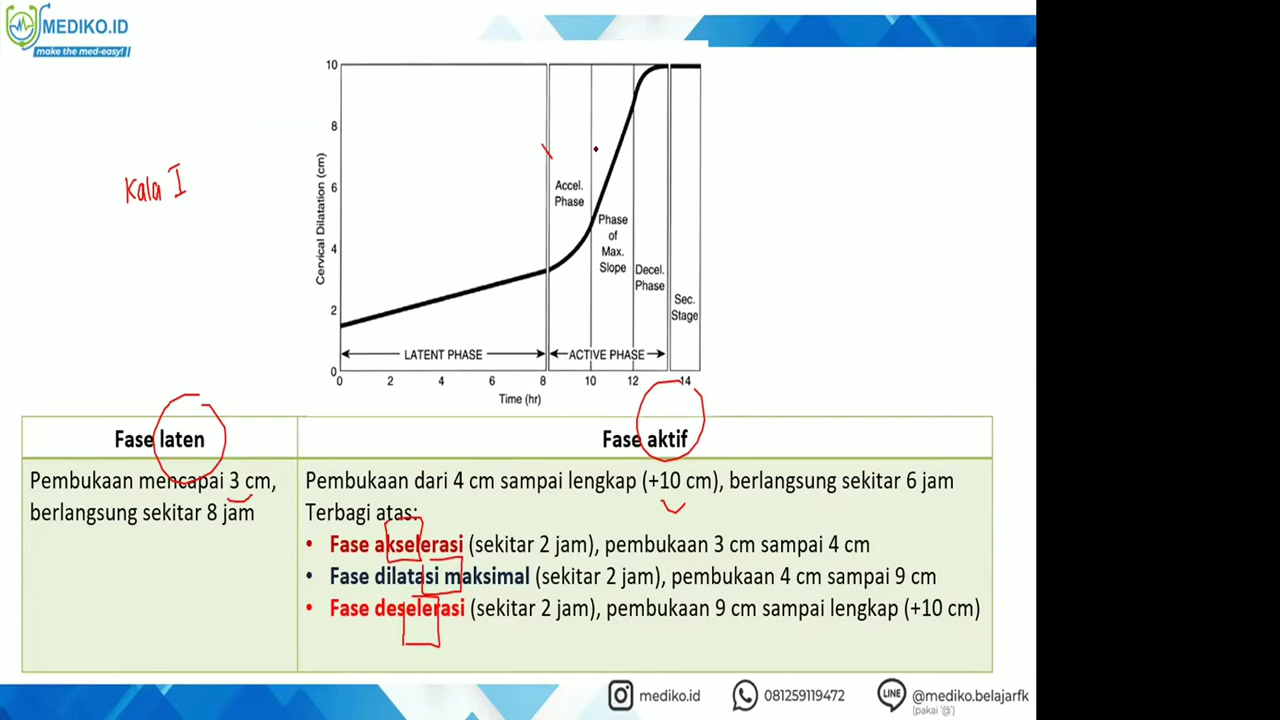 MEDIKO.ID
make the med-easy!
Kala I
Cervical Dilatation (cm)
10
8
6
4
2
0
Accel.
Phase
Phase
of
Max.
Slope
Decel.
Phase
Sec.
Stage
LATENT PHASE
ACTIVE PHASE
0 2 4 6 8 10 12 14
Time (hr)
Fase laten
Fase aktif
Pembukaan mencapai 3 cm,
berlangsung sekitar 8 jam
Pembukaan dari 4 cm sampai lengkap (+10 cm), berlangsung sekitar 6 jam
Terbagi atas:
• Fase akselerasi (sekitar 2 jam), pembukaan 3 cm sampai 4 cm
• Fase dilatasi maksimal (sekitar 2 jam), pembukaan 4 cm sampai 9 cm
• Fase deselerasi (sekitar 2 jam), pembukaan 9 cm sampai lengkap (+10 cm)
mediko.id
081259119472
LINE
@mediko.belajarfk
(pakai '@')